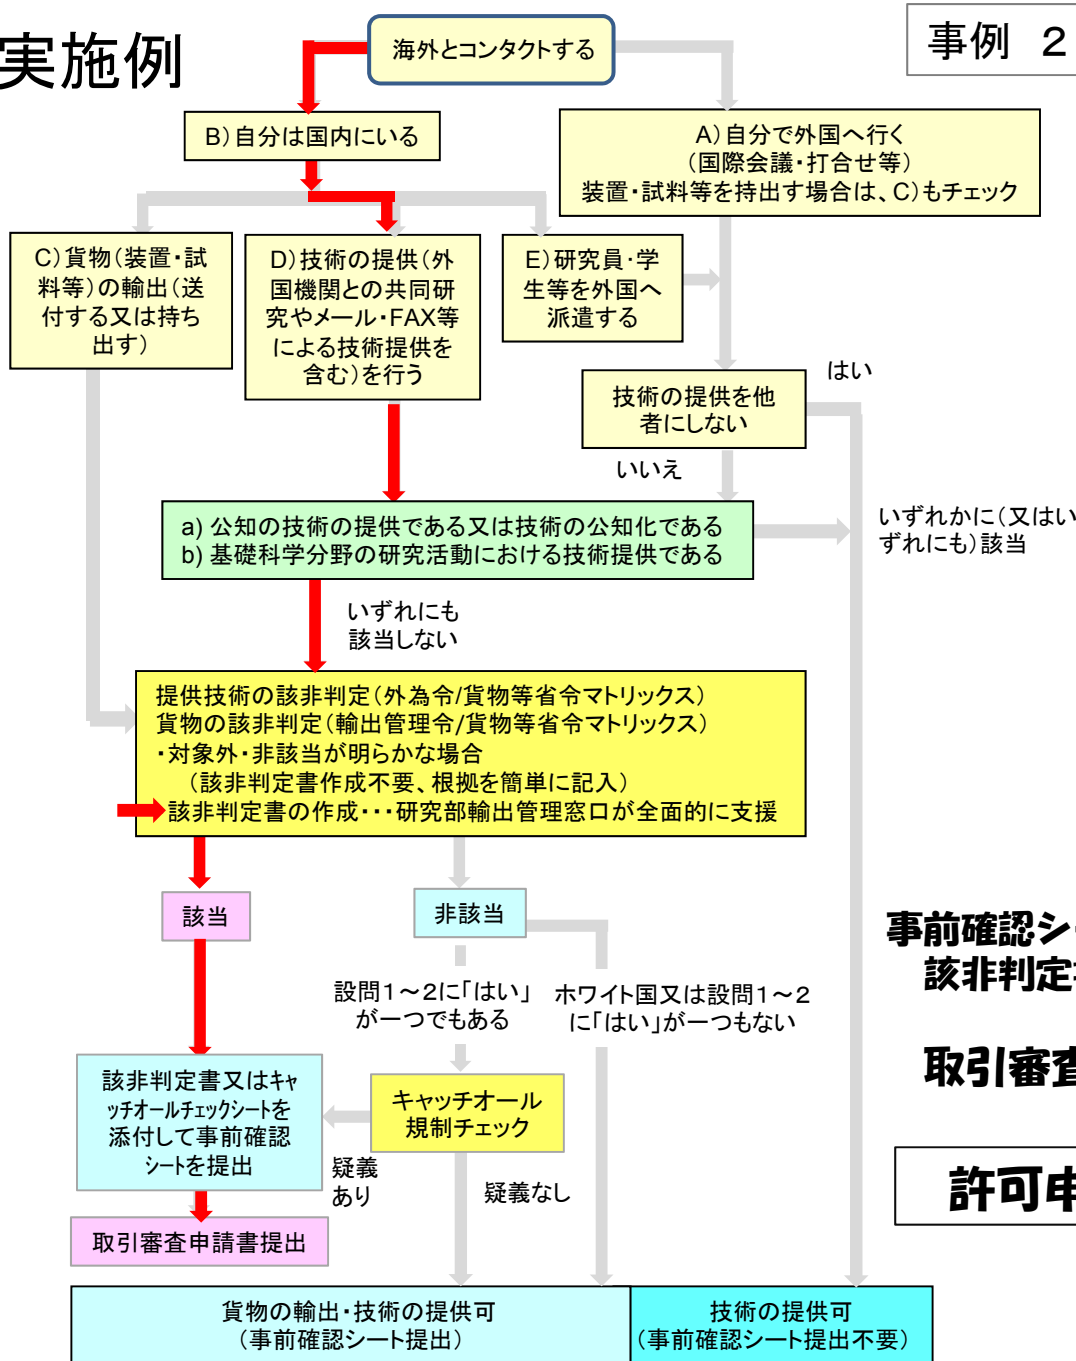 実施例
海外とコンタクトする
事例　２
B）自分は国内にいる
A）自分で外国へ行く
（国際会議・打合せ等）
装置・試料等を持出す場合は、C）もチェック
C）貨物（装置・試
料等）の輸出（送
付する又は持ち
出す）
D）技術の提供（外
国機関との共同研
究やメール・FAX等
による技術提供を
含む）を行う
E）研究員・学
生等を外国へ
派遣する
技術の提供を他
者にしない
はい
いいえ
a) 公知の技術の提供である又は技術の公知化である
b) 基礎科学分野の研究活動における技術提供である
いずれかに（又はい
ずれにも）該当
いずれにも
該当しない
提供技術の該非判定（外為令/貨物等省令マトリックス）
貨物の該非判定（輸出管理令/貨物等省令マトリックス）
・対象外・非該当が明らかな場合
（該非判定書作成不要、根拠を簡単に記入）
該非判定書の作成・・・研究部輸出管理窓口が全面的に支援
該当
非該当
設問１～２に「はい」
が一つでもある
ホワイト国又は設問１～２
に「はい」が一つもない
該非判定書又はキャ
ッチオールチェックシートを
添付して事前確認
シートを提出
キャッチオール
規制チェック
疑義
あり
疑義なし
取引審査申請書提出
貨物の輸出・技術の提供可
（事前確認シート提出）
技術の提供可
（事前確認シート提出不要）
事前確認シ
該非判定
取引審査
許可申